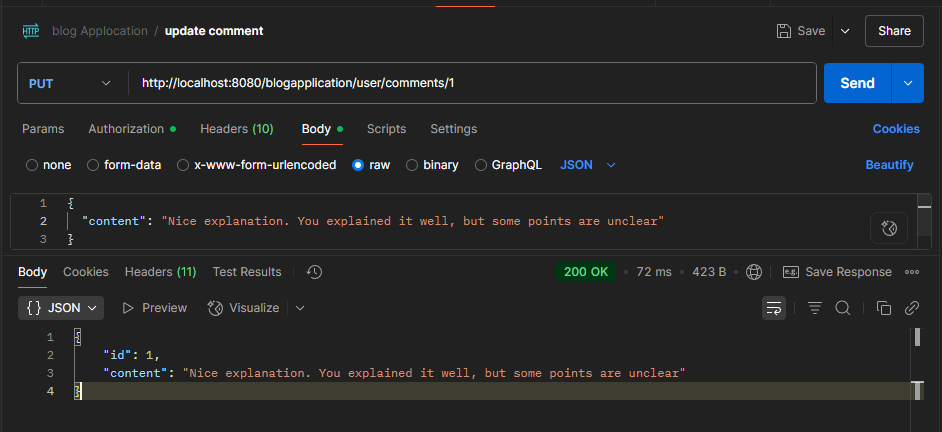 HTTP blog Applocation / update comment Save Share
PUT http://localhost:8080/blogapplication/user/comments/1 Send
Params Authorization Headers (10) Body Scripts Settings Cookies
none form-data x-www-form-urlencoded raw binary GraphQL JSON Beautify
1 {
2 "content": "Nice explanation. You explained it well, but some points are unclear"
3 }
Body Cookies Headers (11) Test Results 200 OK 72 ms 423 B e.g. Save Response
{} JSON Preview Visualize
1 {
2 "id": 1,
3 "content": "Nice explanation. You explained it well, but some points are unclear"
4 }